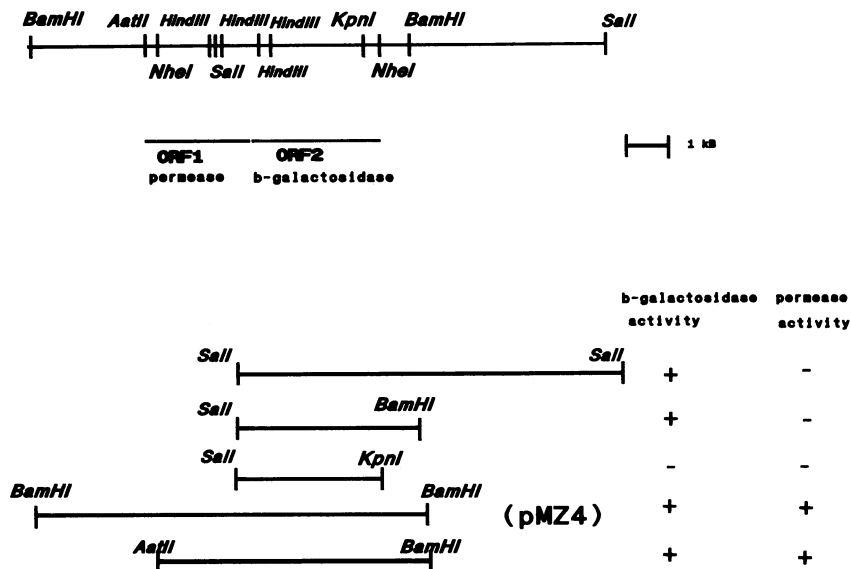 BamHI AatII HindIII HindIII HindIII KpnI BamHI SalI
NheI SalI HindIII NheI
1 kB
ORF1 ORF2
permease b-galactosidase
b-galactosidase permease
activity activity
SalI SalI + -
SalI BamHI + -
SalI KpnI - -
BamHI BamHI (pMZ4) + +
AatII BamHI + +